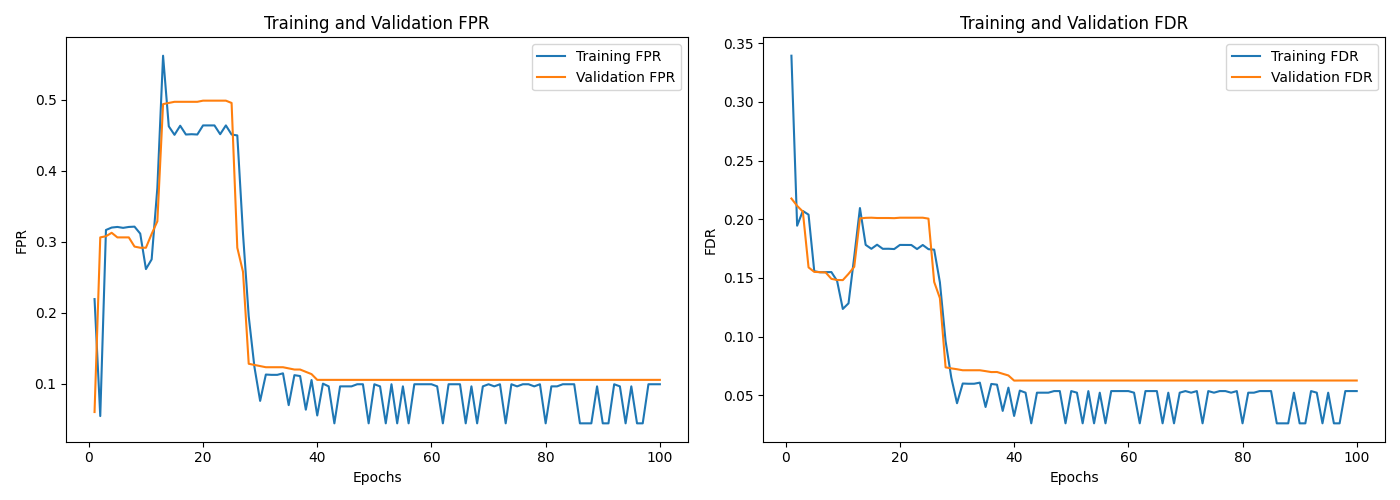 Training and Validation FPR
Training FPR
Validation FPR
FPR
0.5
0.4
0.3
0.2
0.1
0
20
40
60
80
100
Epochs
Training and Validation FDR
Training FDR
Validation FDR
FDR
0.35
0.30
0.25
0.20
0.15
0.10
0.05
0
20
40
60
80
100
Epochs